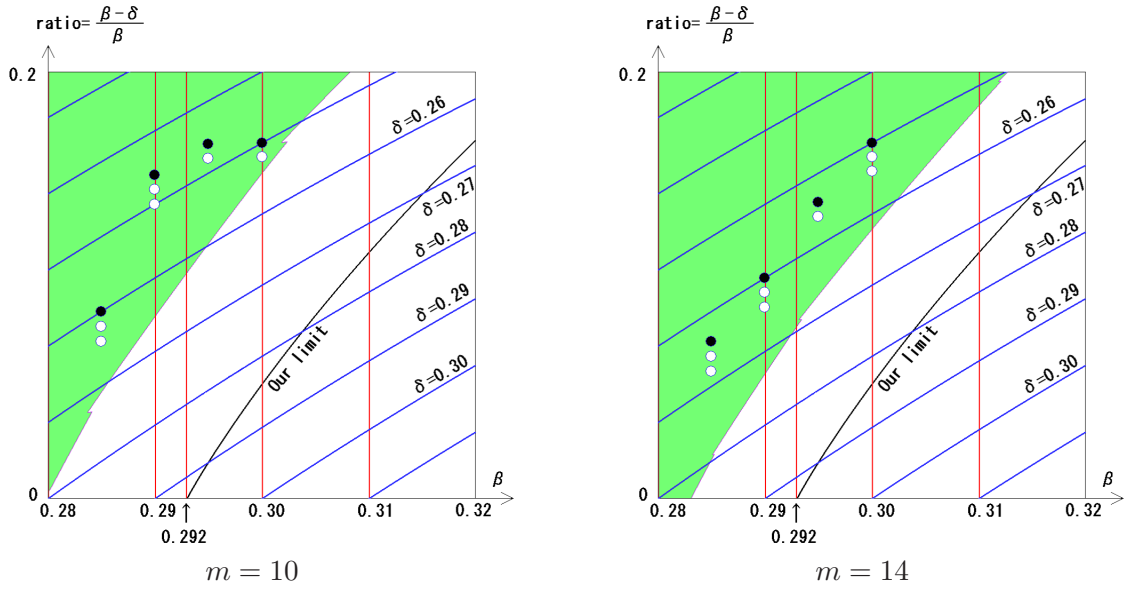 ratio= β − δ / β
0.2
δ=0.26
δ=0.27
δ=0.28
δ=0.29
δ=0.30
Our limit
0
β
0.28 0.29 0.30 0.31 0.32
↑
0.292
m = 10
ratio= β − δ / β
0.2
δ=0.26
δ=0.27
δ=0.28
δ=0.29
δ=0.30
Our limit
0
β
0.28 0.29 0.30 0.31 0.32
↑
0.292
m = 14